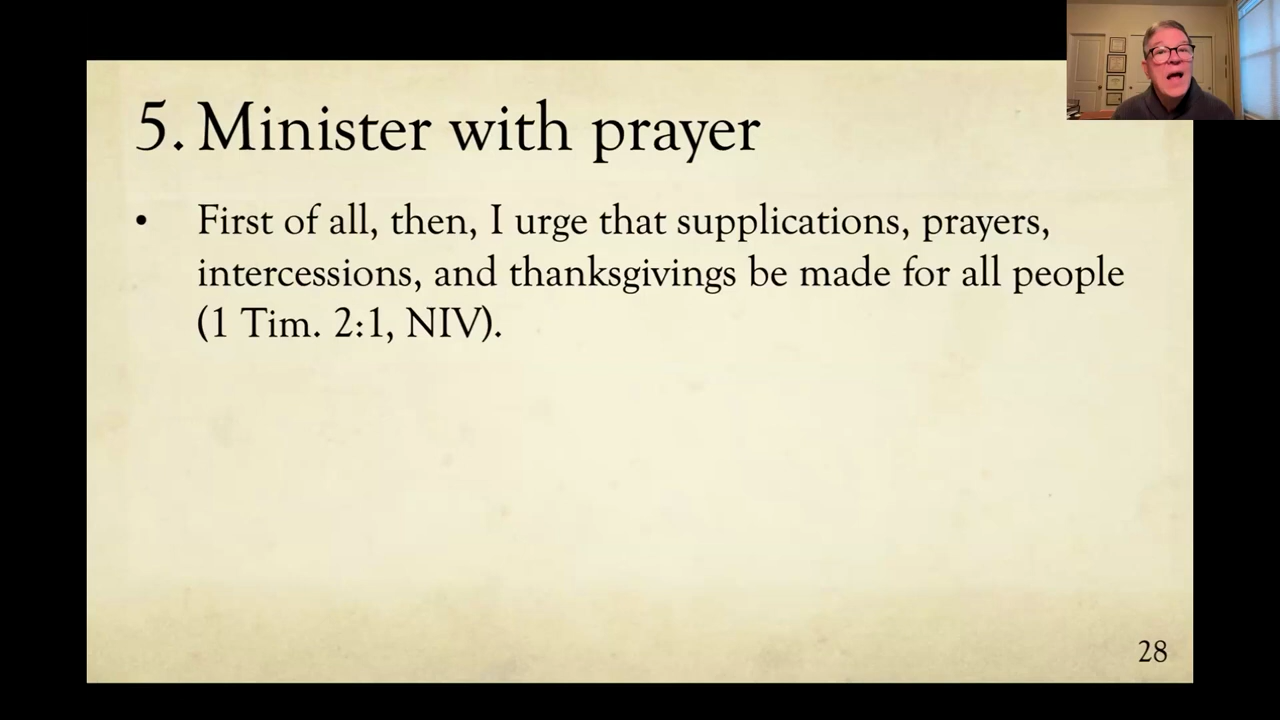 5. Minister with prayer
• First of all, then, I urge that supplications, prayers,
intercessions, and thanksgivings be made for all people
(1 Tim. 2:1, NIV).
28